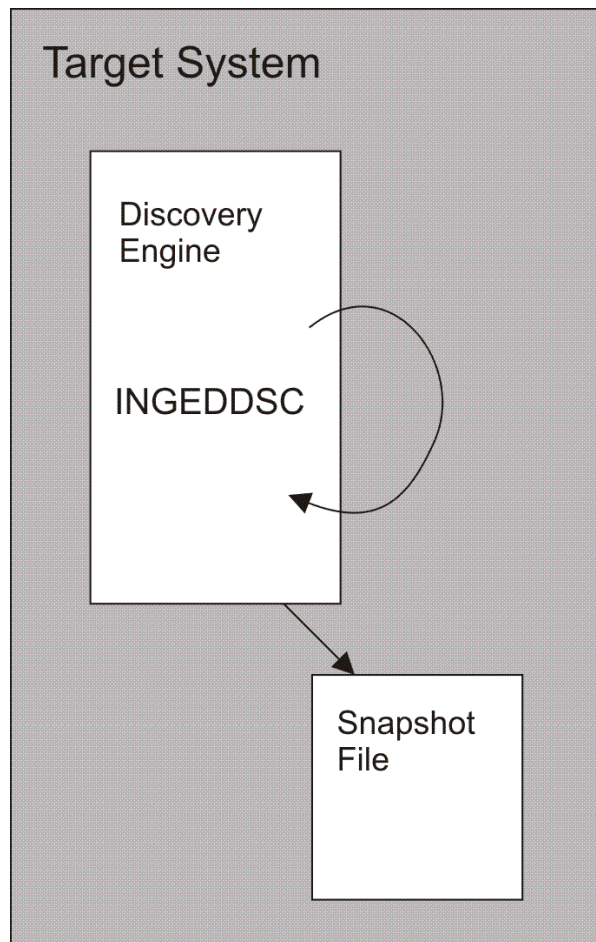 Target System
Discovery
Engine
INGEDDSC
Snapshot
File